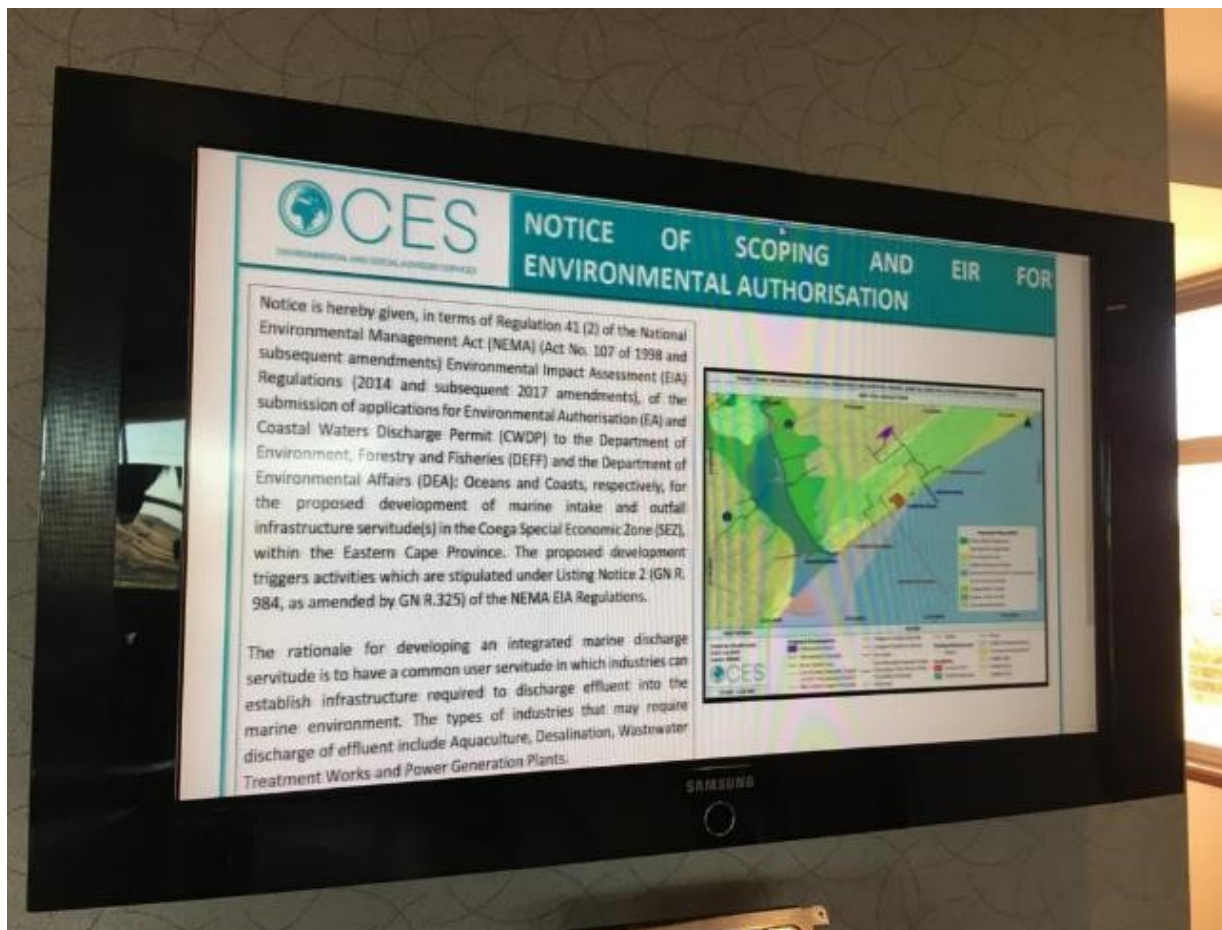 CES
ENVIRONMENTAL AND SOCIAL ADVISORY SERVICES
NOTICE OF SCOPING AND EIR FOR
ENVIRONMENTAL AUTHORISATION
Notice is hereby given, in terms of Regulation 41 (2) of the National
Environmental Management Act (NEMA) (Act No. 107 of 1998 and
subsequent amendments) Environmental Impact Assessment (EIA)
Regulations (2014 and subsequent 2017 amendments), of the
submission of applications for Environmental Authorisation (EA) and
Coastal Waters Discharge Permit (CWDP) to the Department of
Environment, Forestry and Fisheries (DEFF) and the Department of
Environmental Affairs (DEA): Oceans and Coasts, respectively, for
the proposed development of marine intake and outfall
infrastructure servitude(s) in the Coega Special Economic Zone (SEZ),
within the Eastern Cape Province. The proposed development
triggers activities which are stipulated under Listing Notice 2 (GN R.
984, as amended by GN R.325) of the NEMA EIA Regulations.
The rationale for developing an integrated marine discharge
servitude is to have a common user servitude in which industries can
establish infrastructure required to discharge effluent into the
marine environment. The types of industries that may require
discharge of effluent include Aquaculture, Desalination, Wastewater
Treatment Works and Power Generation Plants.
CES
SAMSUNG